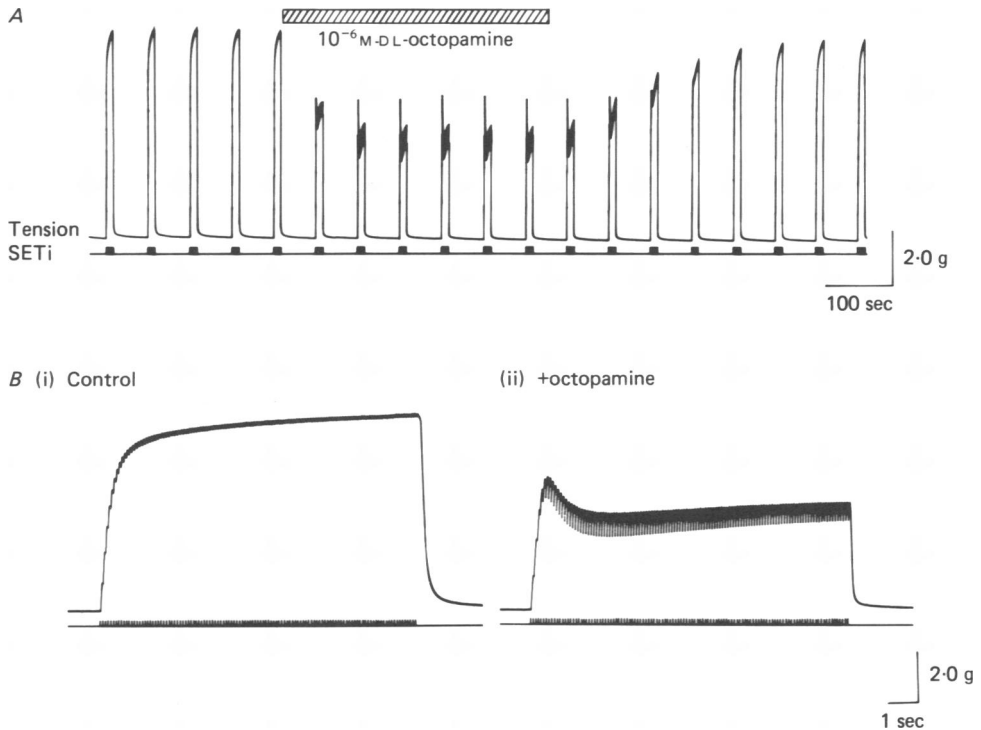 A
10⁻⁶ M-DL-octopamine
Tension
SETi
2·0 g
100 sec
B (i) Control
(ii) +octopamine
2·0 g
1 sec